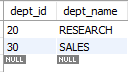 dept_id dept_name
20 RESEARCH
30 SALES
NULL NULL